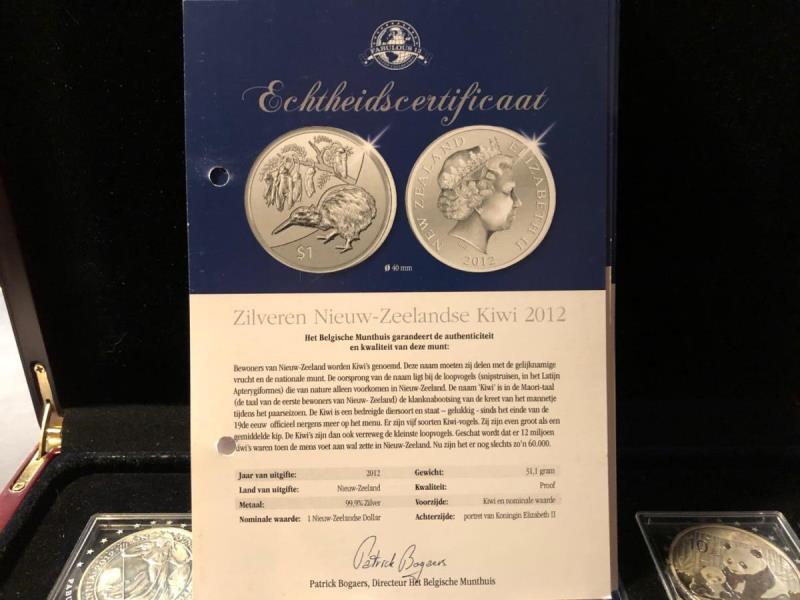 FABULOUS 12
Echtheidscertificaat
$1
NEW ZEALAND ELIZABETH II
2012
ø 40 mm
Zilveren Nieuw-Zeelandse Kiwi 2012
Het Belgische Munthuis garandeert de authenticiteit
en kwaliteit van deze munt:
Bewoners van Nieuw-Zeeland worden Kiwi's genoemd. Deze naam moeten zij delen met de gelijknamige
vrucht en de nationale munt. De oorsprong van de naam ligt bij de loopvogels (snipstruisen, in het Latijn
Apterygiformes) die van nature alleen voorkomen in Nieuw-Zeeland. De naam 'Kiwi' is in de Maori-taal
(de taal van de eerste bewoners van Nieuw- Zeeland) de klanknabootsing van de kreet van het mannetje
tijdens het paarseizoen. De Kiwi is een bedreigde diersoort en staat – gelukkig - sinds het einde van de
19de eeuw officieel nergens meer op het menu. Er zijn vijf soorten Kiwi-vogels. Zij zijn even groot als een
gemiddelde kip. De Kiwi's zijn dan ook verreweg de kleinste loopvogels. Geschat wordt dat er 12 miljoen
Kiwi's waren toen de mens voet aan wal zette in Nieuw-Zeeland. Nu zijn het er nog slechts zo'n 60.000.
Jaar van uitgifte: 2012 Gewicht: 31,1 gram
Land van uitgifte: Nieuw-Zeeland Kwaliteit: Proof
Metaal: 99,9% Zilver Voorzijde: Kiwi en nominale waarde
Nominale waarde: 1 Nieuw-Zeelandse Dollar Achterzijde: portret van Koningin Elizabeth II
Patrick Bogaers
Patrick Bogaers, Directeur Het Belgische Munthuis